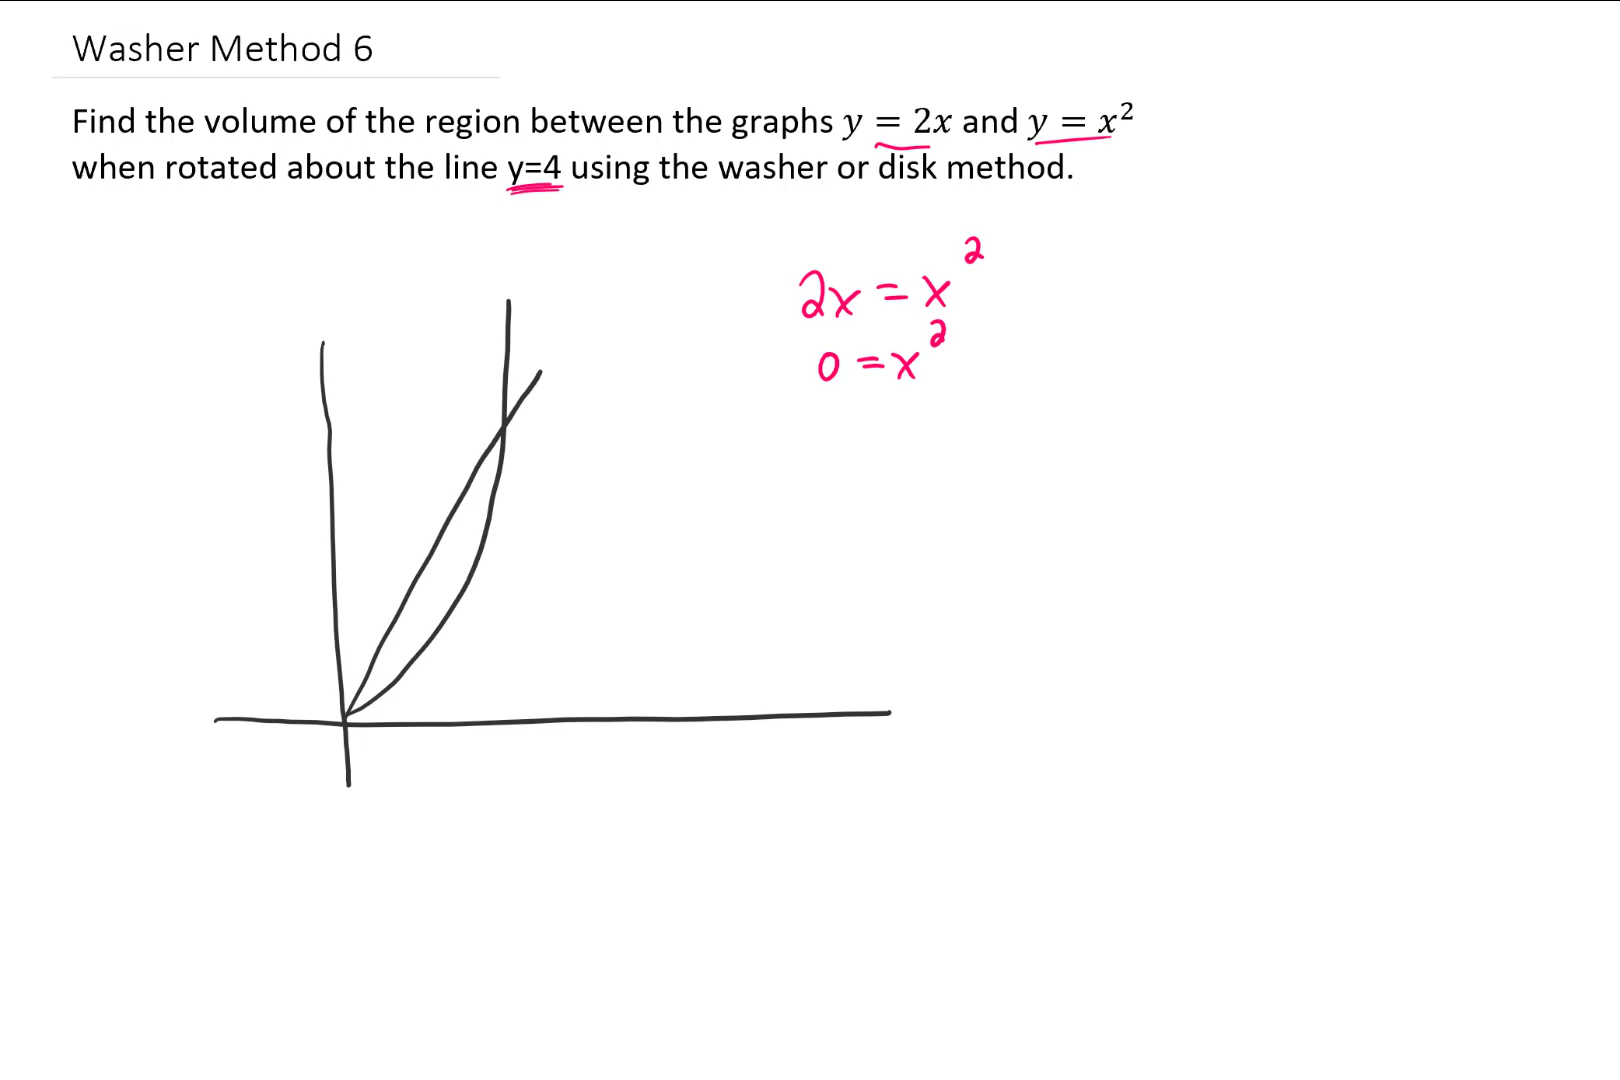 Washer Method 6
Find the volume of the region between the graphs y = 2x and y = x²
when rotated about the line y=4 using the washer or disk method.
2x = x²
0 = x²